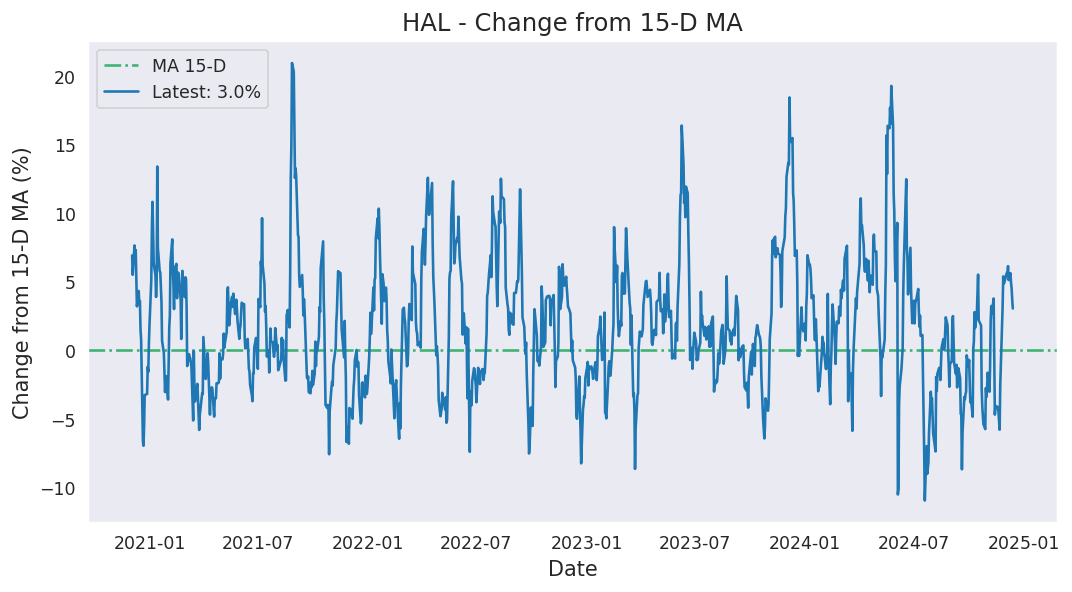 HAL - Change from 15-D MA
MA 15-D
Latest: 3.0%
Change from 15-D MA (%)
20
15
10
5
0
−5
−10
2021-01 2021-07 2022-01 2022-07 2023-01 2023-07 2024-01 2024-07 2025-01
Date